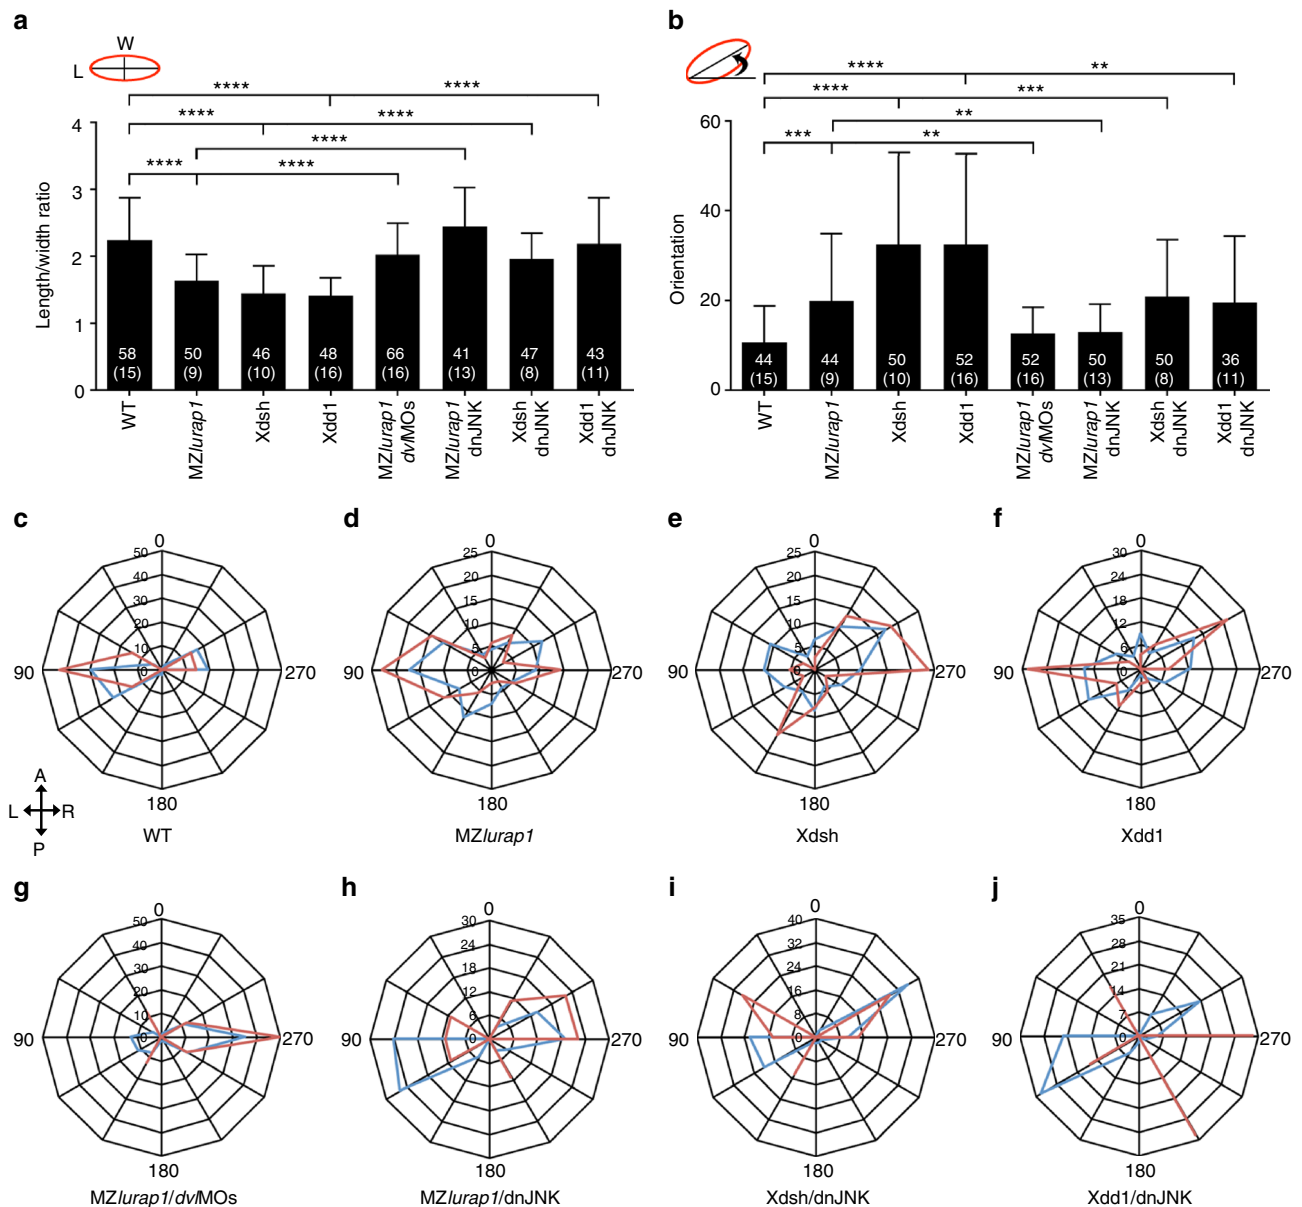 a
W
L
**** ****
**** ****
****
**** ****
Length/width ratio
4
3
2
1
0
58 50 46 48 66 41 47 43
(15) (9) (10) (16) (16) (13) (8) (11)
WT
MZlurap1
Xdsh
Xdd1
MZlurap1
dvlMOs
MZlurap1
dnJNK
Xdsh
dnJNK
Xdd1
dnJNK
b
**** **
**** ***
**
*** **
Orientation
60
40
20
0
44 44 50 52 52 50 50 36
(15) (9) (10) (16) (16) (13) (8) (11)
WT
MZlurap1
Xdsh
Xdd1
MZlurap1
dvlMOs
MZlurap1
dnJNK
Xdsh
dnJNK
Xdd1
dnJNK
c
0
50
40
30
20
10
0
90
270
180
A
L R
P
WT
d
0
25
20
15
10
5
0
90
270
180
MZlurap1
e
0
25
20
15
10
5
0
90
270
180
Xdsh
f
0
30
24
18
12
6
0
90
270
180
Xdd1
g
0
50
40
30
20
10
0
90
270
180
MZlurap1/dvlMOs
h
0
30
24
18
12
6
0
90
270
180
MZlurap1/dnJNK
i
0
40
32
24
16
8
0
90
270
180
Xdsh/dnJNK
j
0
35
28
21
14
7
0
90
270
180
Xdd1/dnJNK